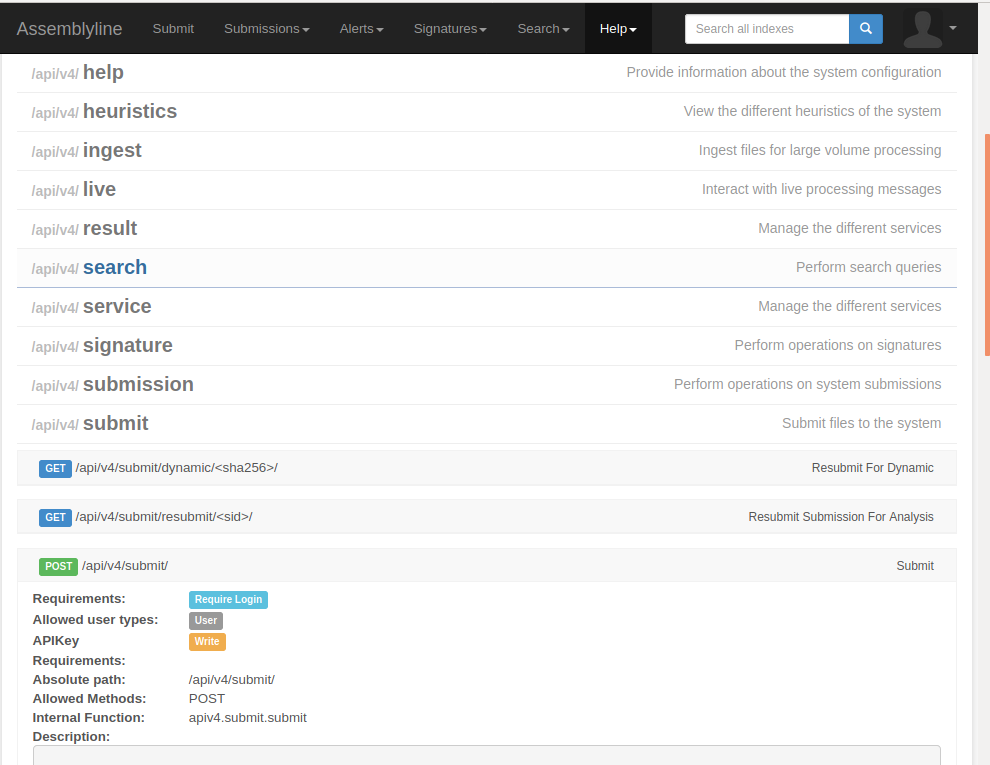 Assemblyline Submit Submissions Alerts Signatures Search Help Search all indexes
/api/v4/ help Provide information about the system configuration
/api/v4/ heuristics View the different heuristics of the system
/api/v4/ ingest Ingest files for large volume processing
/api/v4/ live Interact with live processing messages
/api/v4/ result Manage the different services
/api/v4/ search Perform search queries
/api/v4/ service Manage the different services
/api/v4/ signature Perform operations on signatures
/api/v4/ submission Perform operations on system submissions
/api/v4/ submit Submit files to the system
GET /api/v4/submit/dynamic/<sha256>/ Resubmit For Dynamic
GET /api/v4/submit/resubmit/<sid>/ Resubmit Submission For Analysis
POST /api/v4/submit/ Submit
Requirements: Require Login
Allowed user types: User
APIKey Write
Requirements:
Absolute path: /api/v4/submit/
Allowed Methods: POST
Internal Function: apiv4.submit.submit
Description: